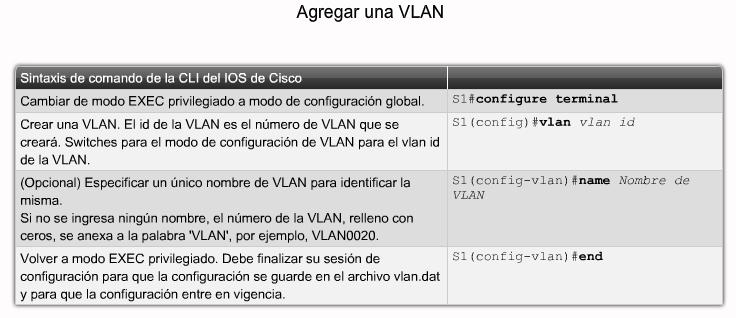 Agregar una VLAN
Sintaxis de comando de la CLI del IOS de Cisco
Cambiar de modo EXEC privilegiado a modo de configuración global.
S1#configure terminal
Crear una VLAN. El id de la VLAN es el número de VLAN que se
creará. Switches para el modo de configuración de VLAN para el vlan id
de la VLAN.
S1(config)#vlan vlan id
(Opcional) Especificar un único nombre de VLAN para identificar la
misma.
Si no se ingresa ningún nombre, el número de la VLAN, relleno con
ceros, se anexa a la palabra 'VLAN', por ejemplo, VLAN0020.
S1(config-vlan)#name Nombre de
VLAN
Volver a modo EXEC privilegiado. Debe finalizar su sesión de
configuración para que la configuración se guarde en el archivo vlan.dat
y para que la configuración entre en vigencia.
S1(config-vlan)#end